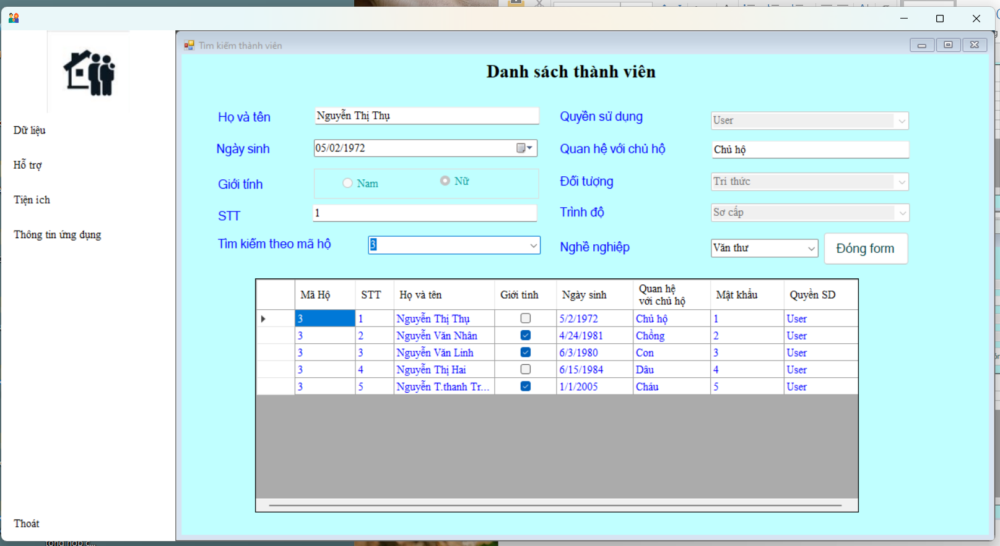 Tìm kiếm thành viên
Danh sách thành viên
Dữ liệu
Hỗ trợ
Tiện ích
Thông tin ứng dụng
Thoát
Họ và tên Nguyễn Thị Thụ Quyền sử dụng User
Ngày sinh 05/02/1972 Quan hệ với chủ hộ Chủ hộ
Giới tính Nam Nữ Đối tượng Tri thức
STT 1 Trình độ Sơ cấp
Tìm kiếm theo mã hộ 3 Nghề nghiệp Văn thư Đóng form
Mã Hộ STT Họ và tên Giới tinh Ngày sinh Quan hệ với chủ hộ Mật khẩu Quyền SD
3 1 Nguyễn Thị Thụ 5/2/1972 Chủ hộ 1 User
3 2 Nguyễn Văn Nhân 4/24/1981 Chồng 2 User
3 3 Nguyễn Văn Linh 6/3/1980 Con 3 User
3 4 Nguyễn Thị Hai 6/15/1984 Dâu 4 User
3 5 Nguyễn T.thanh Tr... 1/1/2005 Cháu 5 User